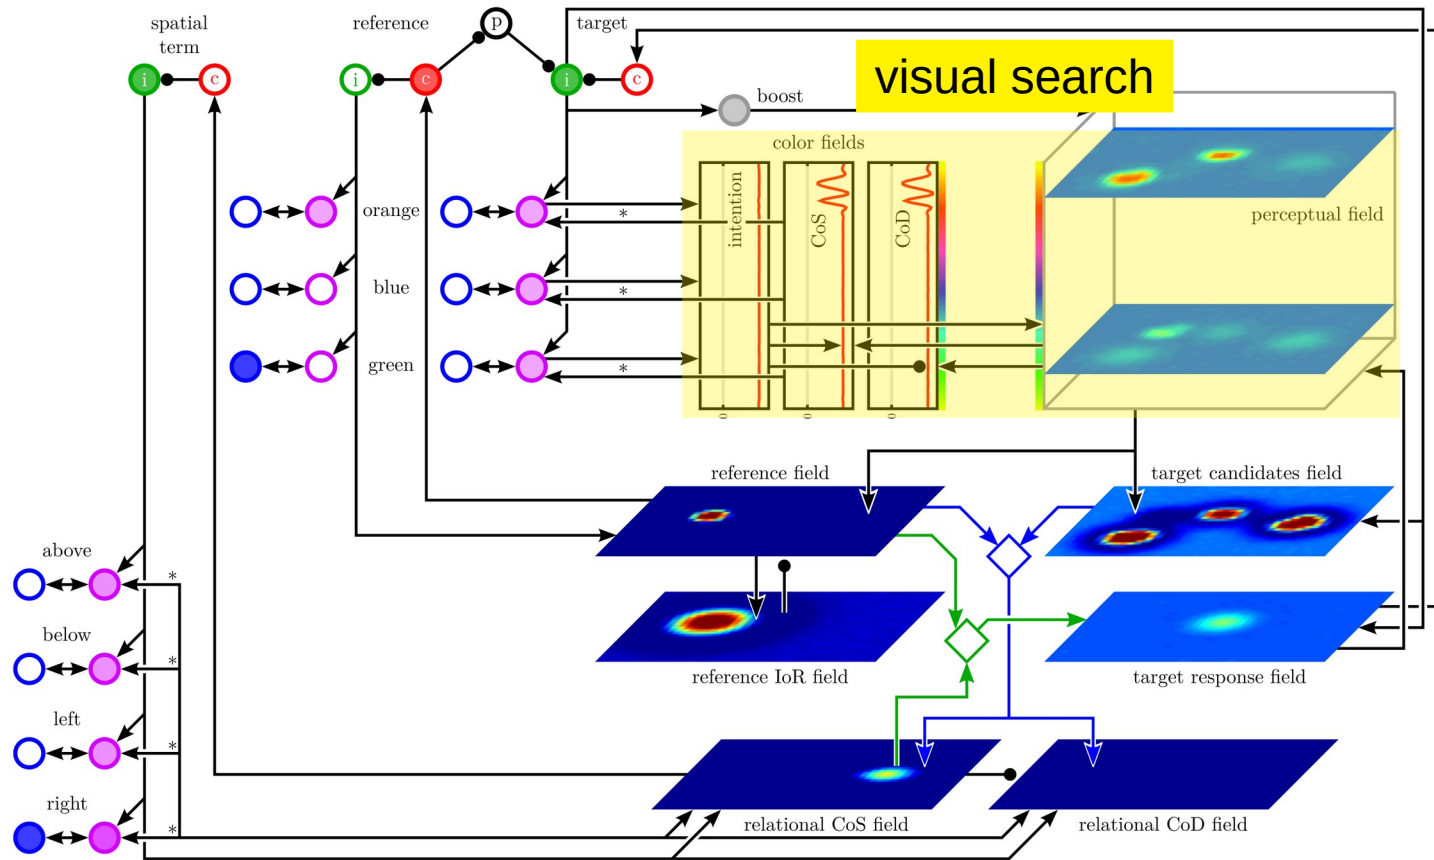 spatial
term
reference
p
target
i
c
i
c
i
c
visual search
boost
color fields
intention
CoS
CoD
perceptual field
orange
*
blue
*
green
*
0
0
0
reference field
target candidates field
above
*
below
*
reference IoR field
target response field
left
*
right
*
relational CoS field
relational CoD field